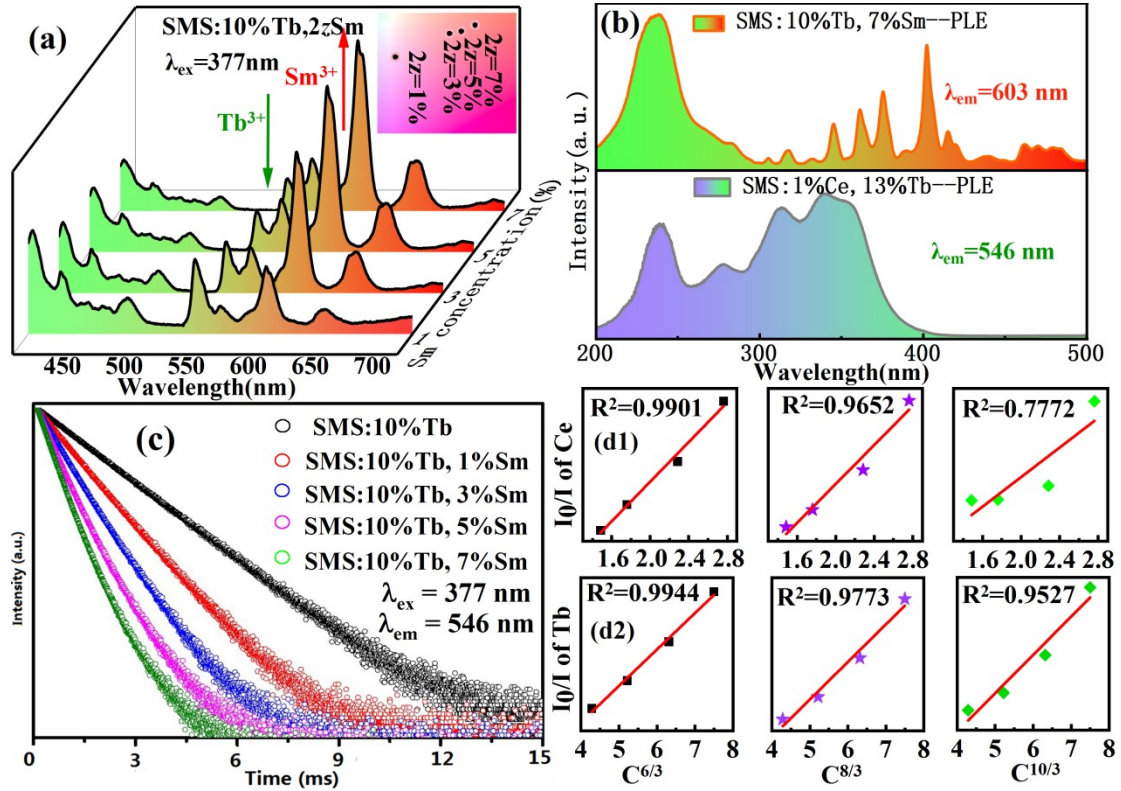 (a)
SMS:10%Tb,2zSm
λex=377nm
Sm³⁺
Tb³⁺
2z=1%
2z=3%
2z=5%
2z=7%
1 3 5 7
Sm concentration(%)
450 500 550 600 650 700
Wavelength(nm)
(b)
SMS:10%Tb,7%Sm--PLE
λem=603 nm
SMS:1%Ce,13%Tb--PLE
λem=546 nm
Intensity(a.u.)
200 300 400 500
Wavelength(nm)
(c)
SMS:10%Tb
SMS:10%Tb, 1%Sm
SMS:10%Tb, 3%Sm
SMS:10%Tb, 5%Sm
SMS:10%Tb, 7%Sm
λex = 377 nm
λem = 546 nm
Intensity (a.u.)
0 3 6 9 12 15
Time (ms)
I0/I of Ce
R²=0.9901
(d1)
R²=0.9652
R²=0.7772
1.6 2.0 2.4 2.8
1.6 2.0 2.4 2.8
1.6 2.0 2.4 2.8
I0/I of Tb
R²=0.9944
(d2)
R²=0.9773
R²=0.9527
4 5 6 7 8
4 5 6 7 8
4 5 6 7 8
C⁶/³
C⁸/³
C¹⁰/³